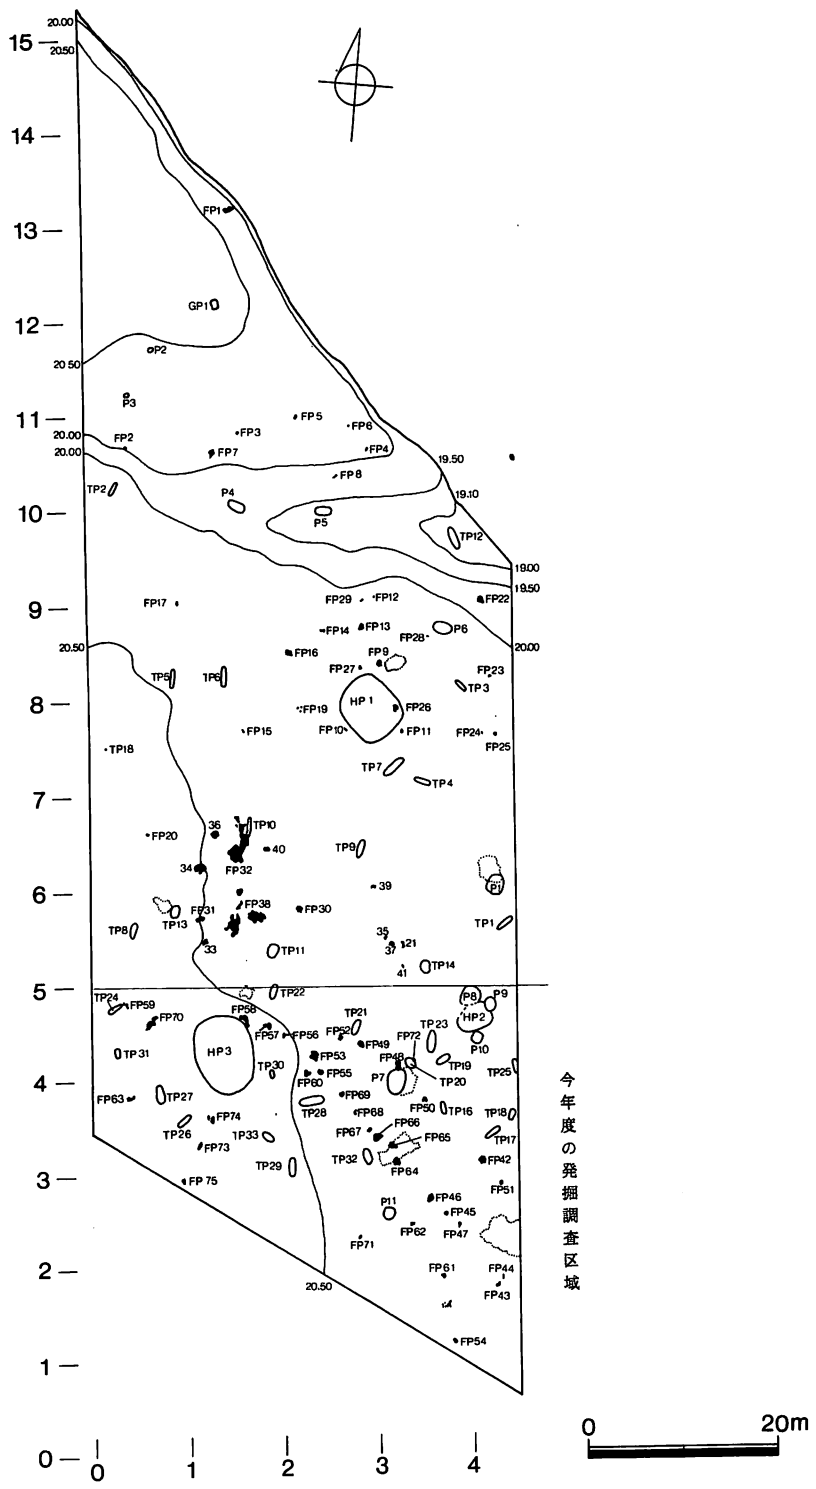 20.00
15
20.50
14
FP1
13
GP1
12
P2
20 50
P3
11
FP5
FP6
20.00
FP2
FP3
FP4
20.00
FP7
19.50
FP8
TP2
P4
19.10
10
P5
TP12
19.00
19.50
FP29
FP12
FP22
9
FP17
FP14
FP13
P6
FP28
20.50
20.00
FP16
FP9
FP27
FP23
TP5
TP6
TP3
8
HP1
FP19
FP26
FP15
FP10
FP11
FP24
FP25
TP18
TP7
TP4
7
36
TP10
FP20
40
TP9
34
FP32
6
39
P1
FP31
FP38
FP30
TP13
TP8
TP1
35
33
TP11
37
21
41
TP14
5
TP22
P8
P9
TP24
FP59
FP58
TP21
HP2
FP70
FP57
FP56
FP52
FP72
TP23
FP49
P10
TP31
HP3
FP53
FP48
TP19
TP30
FP55
TP20
TP25
4
FP60
P7
FP63
TP27
FP69
FP50
TP28
FP68
TP16
TP18
FP74
FP66
TP26
TP33
FP67
FP65
TP17
FP73
TP32
FP42
TP29
FP64
3
FP75
FP51
P11
FP46
FP45
FP62
FP47
FP71
2
FP61
FP44
20.50
FP43
FP54
1
0
0
1
2
3
4
今年度の発掘調査区域
0
20m